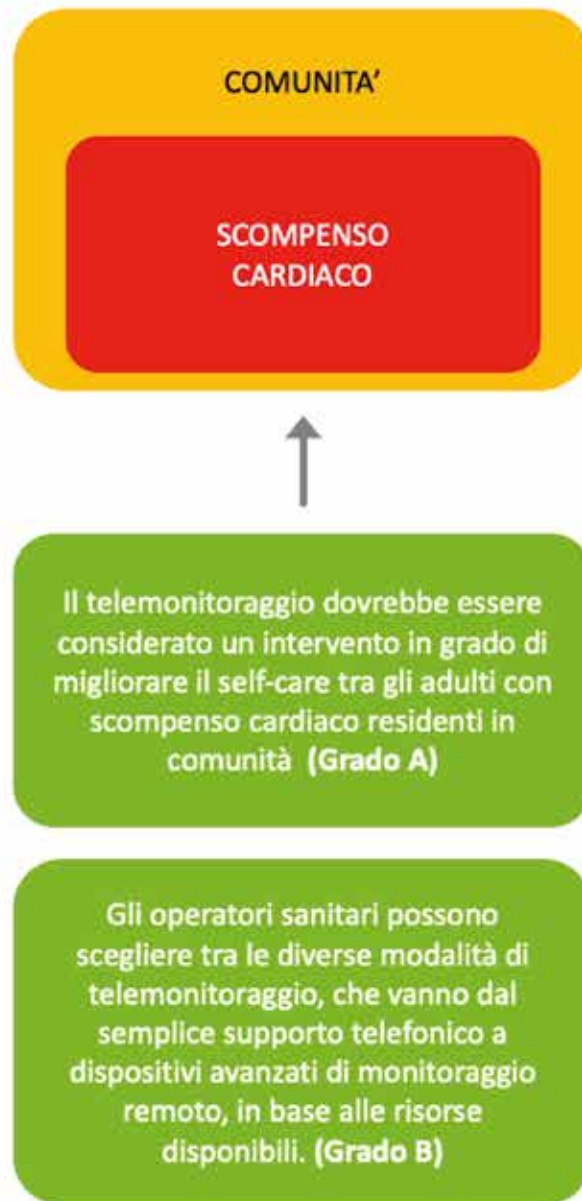 COMUNITA'
SCOMPENSO
CARDIACO
Il telemonitoraggio dovrebbe essere
considerato un intervento in grado di
migliorare il self-care tra gli adulti con
scompenso cardiaco residenti in
comunità (Grado A)
Gli operatori sanitari possono
scegliere tra le diverse modalità di
telemonitoraggio, che vanno dal
semplice supporto telefonico a
dispositivi avanzati di monitoraggio
remoto, in base alle risorse
disponibili. (Grado B)